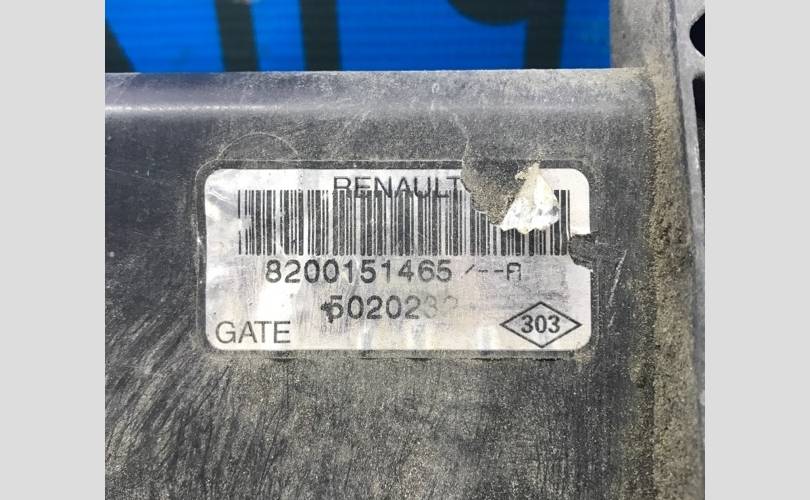 RENAULT
8200151465 /--A
GATE
303